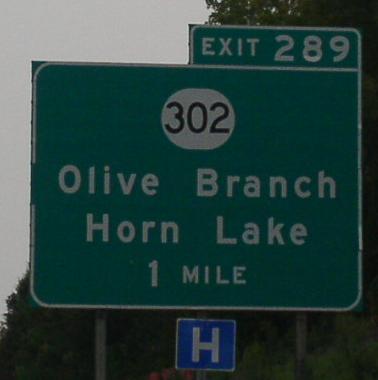 EXIT 289
302
Olive Branch
Horn Lake
1 MILE
H